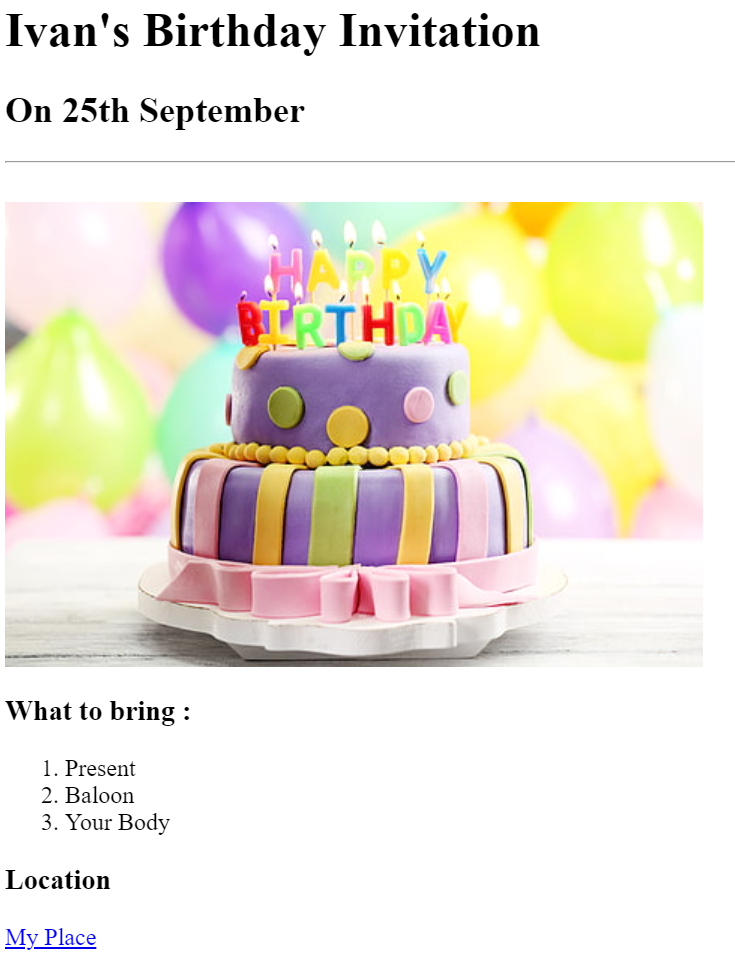 Ivan's Birthday Invitation
On 25th September
HAPPY
BIRTHDAY
What to bring :
1. Present
2. Baloon
3. Your Body
Location
My Place